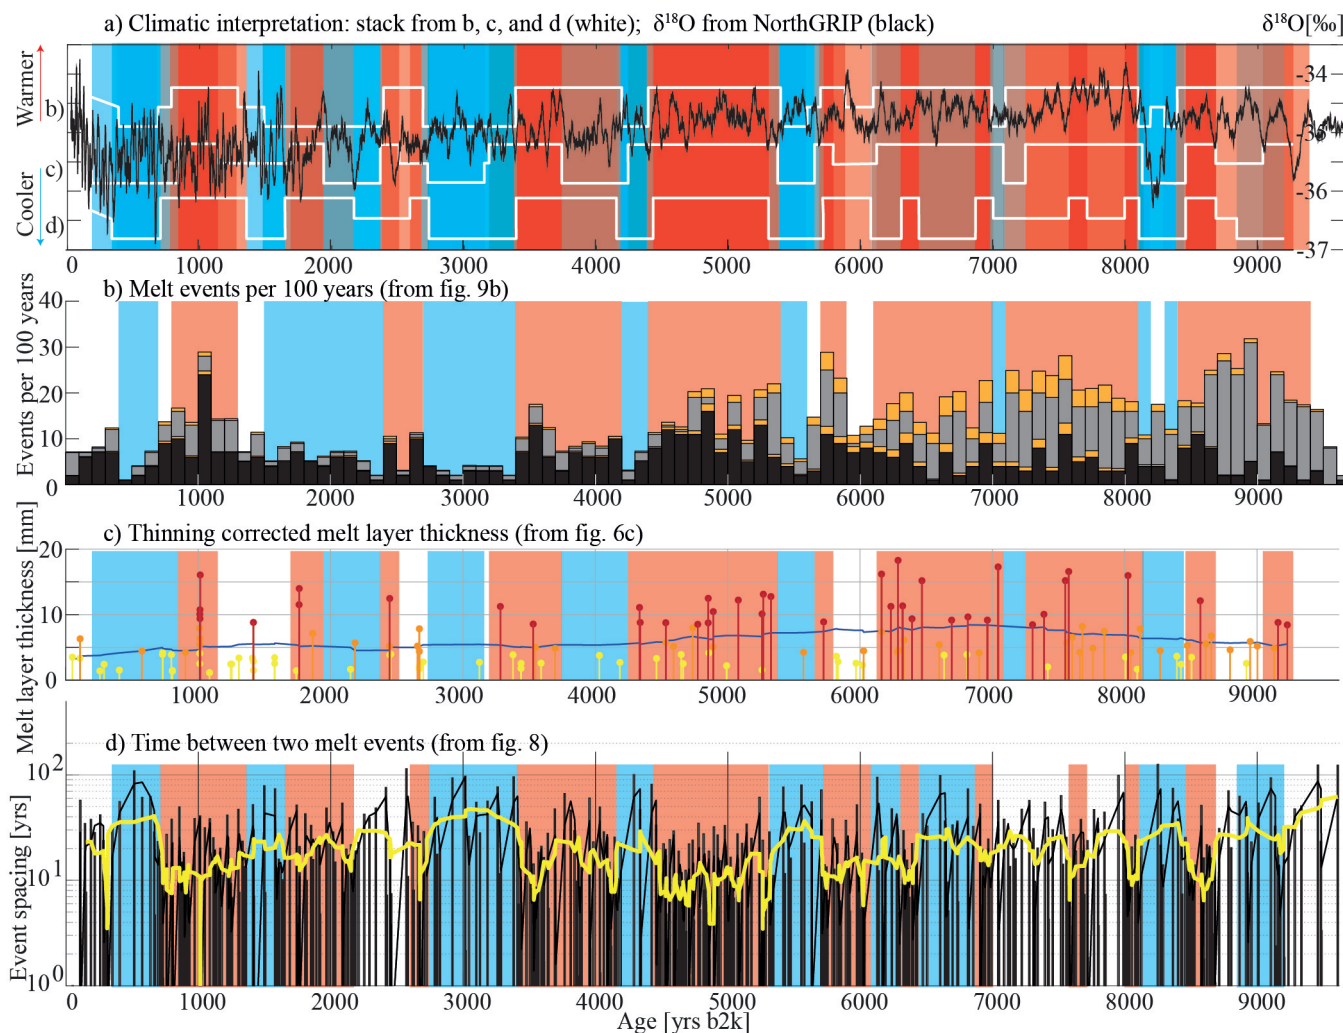 a) Climatic interpretation: stack from b, c, and d (white); δ¹⁸O from NorthGRIP (black)
δ¹⁸O[‰]
Warmer
Cooler
b)
c)
d)
-34
-35
-36
-37
0 1000 2000 3000 4000 5000 6000 7000 8000 9000
b) Melt events per 100 years (from fig. 9b)
Events per 100 years
40
30
20
10
0
1000 2000 3000 4000 5000 6000 7000 8000 9000
c) Thinning corrected melt layer thickness (from fig. 6c)
Melt layer thickness [mm]
20
10
0
1000 2000 3000 4000 5000 6000 7000 8000 9000
d) Time between two melt events (from fig. 8)
Event spacing [yrs]
10²
10¹
10⁰
0 1000 2000 3000 4000 5000 6000 7000 8000 9000
Age [yrs b2k]